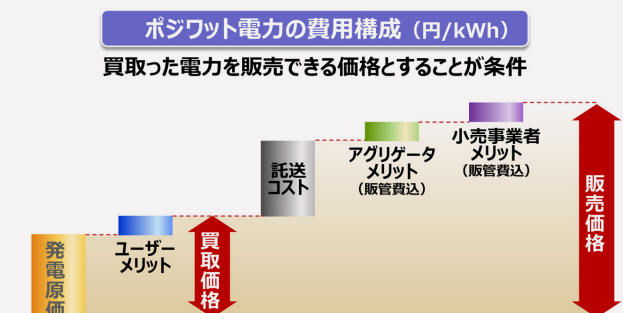 ポジワット電力の費用構成（円/kWh）
買取った電力を販売できる価格とすることが条件
発電原価
ユーザー
メリット
買取価格
託送
コスト
アグリゲータ
メリット
（販管費込）
小売事業者
メリット
（販管費込）
販売価格